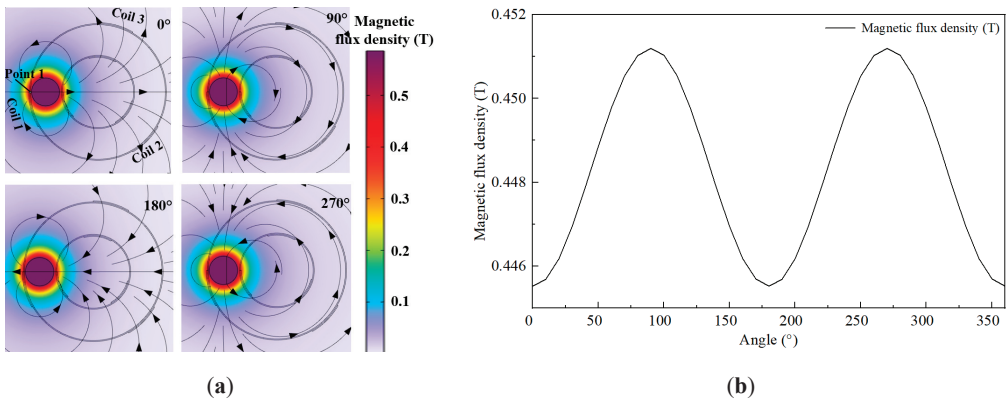 Coil 3
0°
Point 1
Coil 1
Coil 2
90°
180°
270°
Magnetic
flux density (T)
0.5
0.4
0.3
0.2
0.1
(a)
0.452
0.450
0.448
0.446
Magnetic flux density (T)
Magnetic flux density (T)
0
50
100
150
200
250
300
350
Angle (°)
(b)